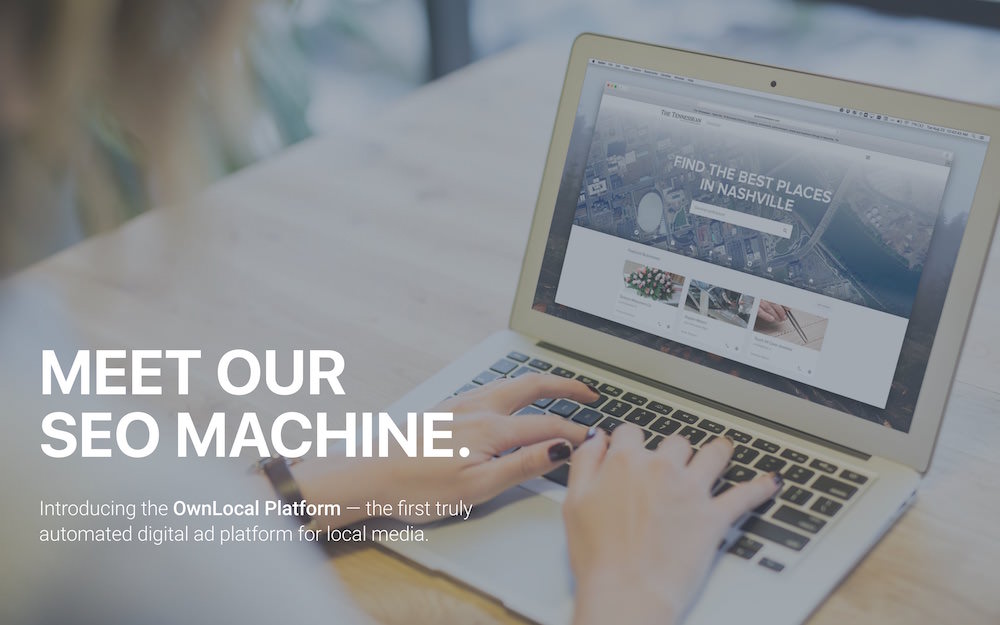 THE TENNESSEAN
FIND THE BEST PLACES
IN NASHVILLE
MEET OUR
SEO MACHINE.
Introducing the OwnLocal Platform — the first truly
automated digital ad platform for local media.